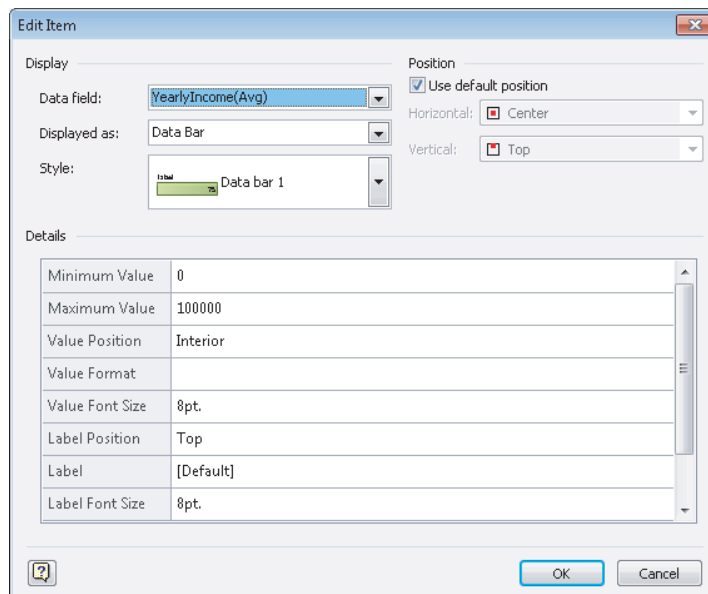 Edit Item
Display
Data field: YearlyIncome(Avg)
Displayed as: Data Bar
Style: label 75 Data bar 1
Position
Use default position
Horizontal: Center
Vertical: Top
Details
Minimum Value 0
Maximum Value 100000
Value Position Interior
Value Format
Value Font Size 8pt.
Label Position Top
Label [Default]
Label Font Size 8pt.
? OK Cancel